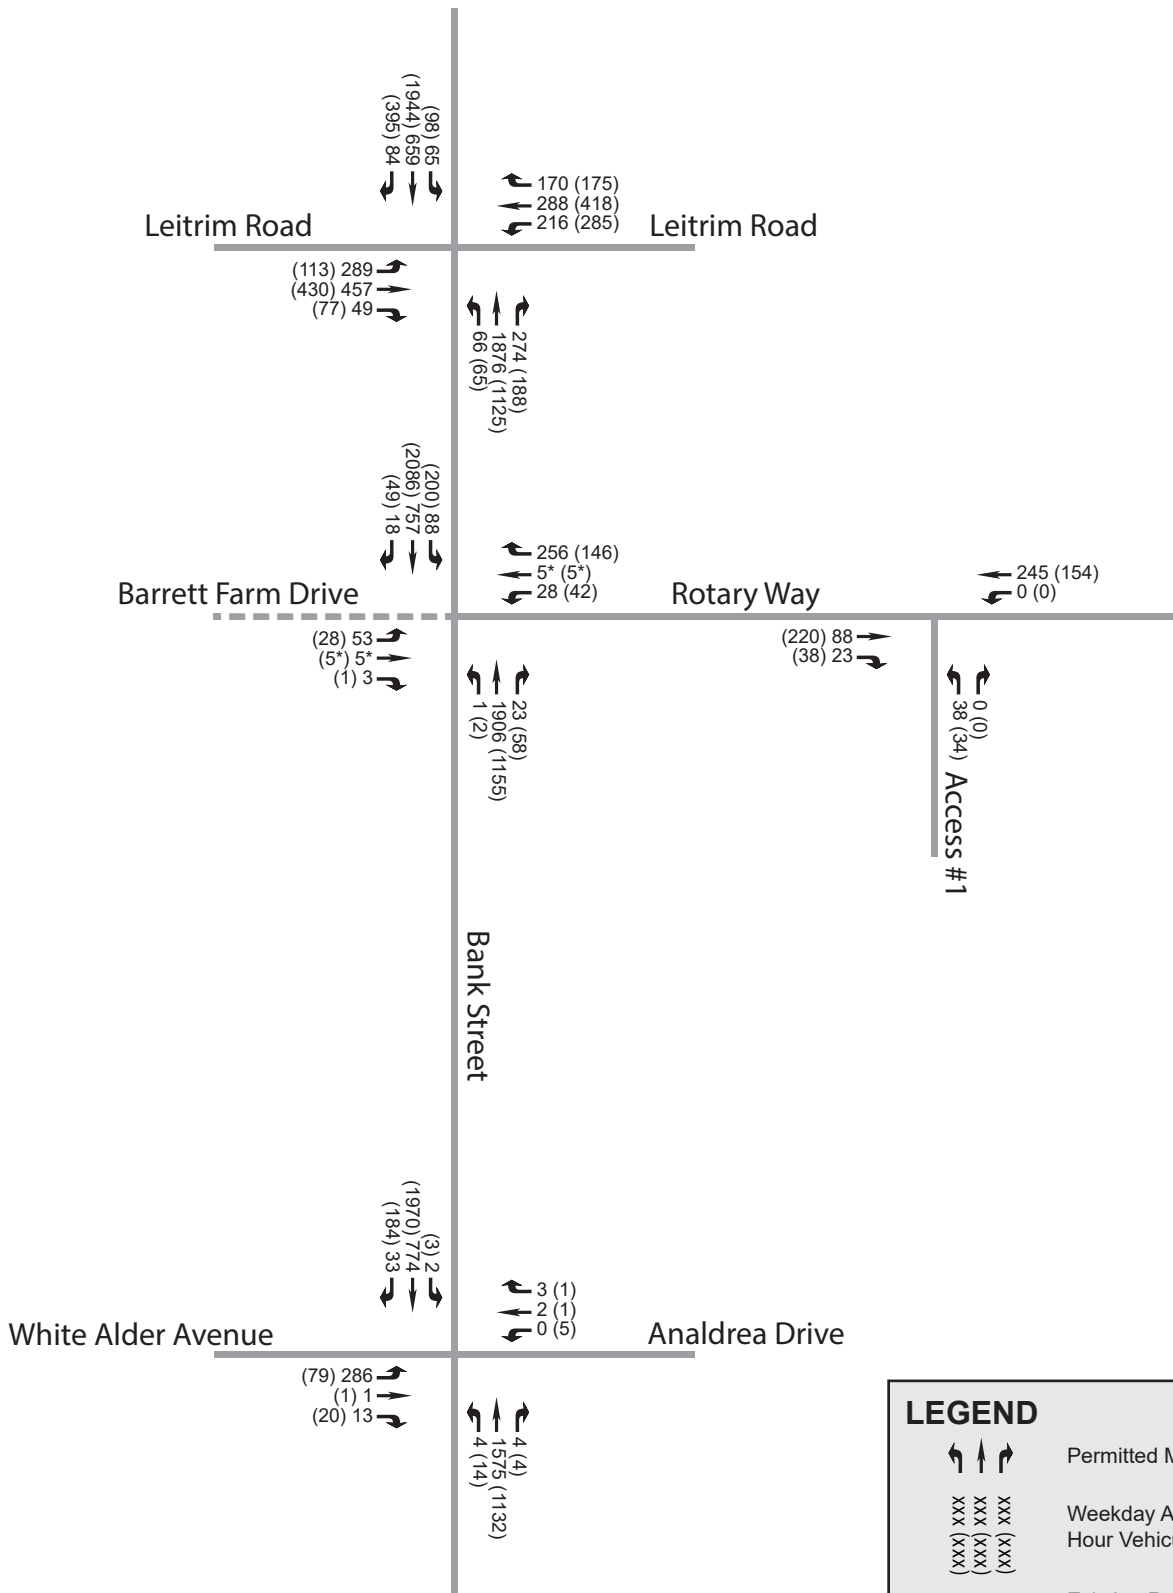 (98) 65
(1944) 659
(395) 84
170 (175)
288 (418)
216 (285)
Leitrim Road
Leitrim Road
(113) 289
(430) 457
(77) 49
274 (188)
1876 (1125)
66 (65)
(200) 88
(2086) 757
(49) 18
256 (146)
5* (5*)
28 (42)
245 (154)
0 (0)
Barrett Farm Drive
Rotary Way
(28) 53
(5*) 5*
(1) 3
(220) 88
(38) 23
23 (58)
1906 (1155)
1 (2)
0 (0)
38 (34)
Access #1
Bank Street
(3) 2
(1970) 774
(184) 33
3 (1)
2 (1)
0 (5)
White Alder Avenue
Analdrea Drive
(79) 286
(1) 1
(20) 13
4 (4)
1575 (1132)
4 (14)
LEGEND
Permitted M
xxx (xxx)
xxx (xxx)
xxx (xxx)
Weekday A
Hour Vehic